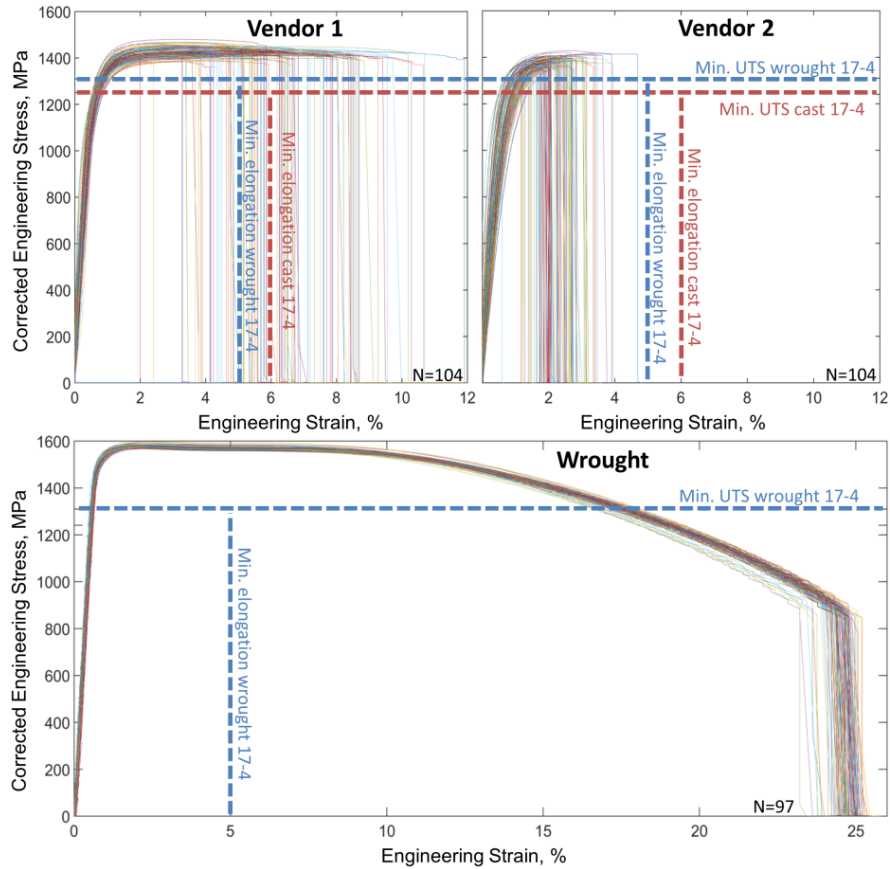 Vendor 1
Vendor 2
1600
1400
1200
1000
800
600
400
200
0
Corrected Engineering Stress, MPa
Min. elongation wrought 17-4
Min. elongation cast 17-4
N=104
0
2
4
6
8
10
12
Engineering Strain, %
Min. UTS wrought 17-4
Min. UTS cast 17-4
Min. elongation wrought 17-4
Min. elongation cast 17-4
N=104
2
4
6
8
10
12
Engineering Strain, %
Wrought
1600
1400
1200
1000
800
600
400
200
0
Corrected Engineering Stress, MPa
Min. UTS wrought 17-4
Min. elongation wrought 17-4
N=97
0
5
10
15
20
25
Engineering Strain, %